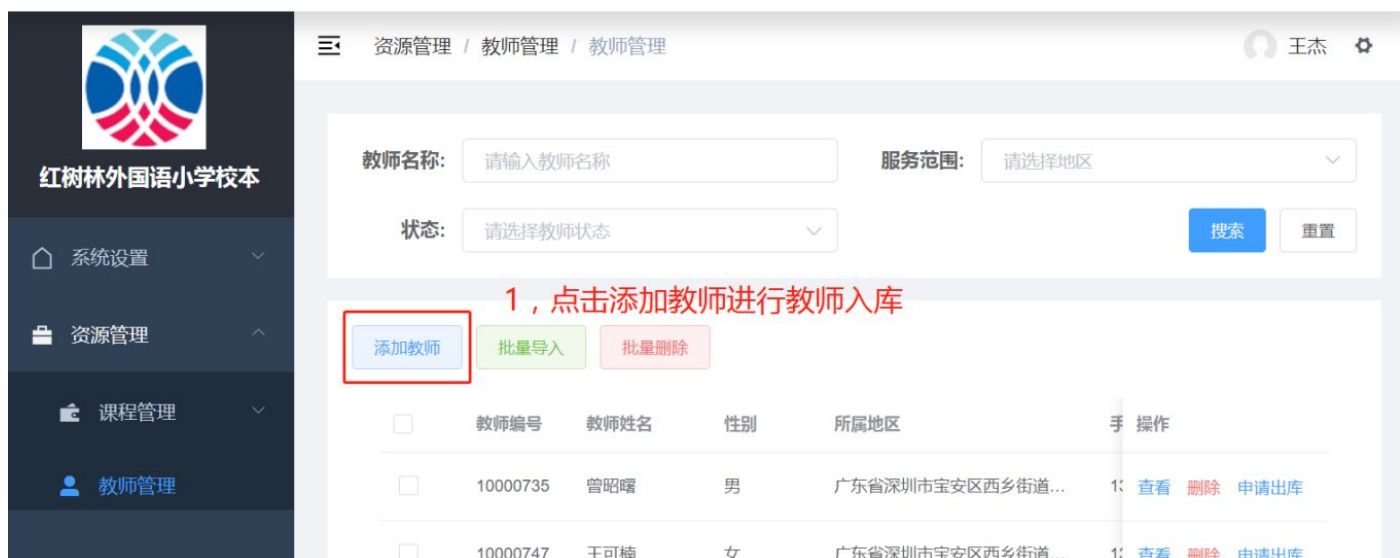 资源管理 / 教师管理 / 教师管理
王杰
红树林外国语小学校本
系统设置
资源管理
课程管理
教师管理
教师名称: 请输入教师名称 服务范围: 请选择地区
状态: 请选择教师状态 搜索 重置
1，点击添加教师进行教师入库
添加教师 批量导入 批量删除
教师编号 教师姓名 性别 所属地区 手 操作
10000735 曾昭曙 男 广东省深圳市宝安区西乡街道... 查看 删除 申请出库
10000747 王可楠 女 广东省深圳市宝安区西乡街道... 查看 删除 申请出库